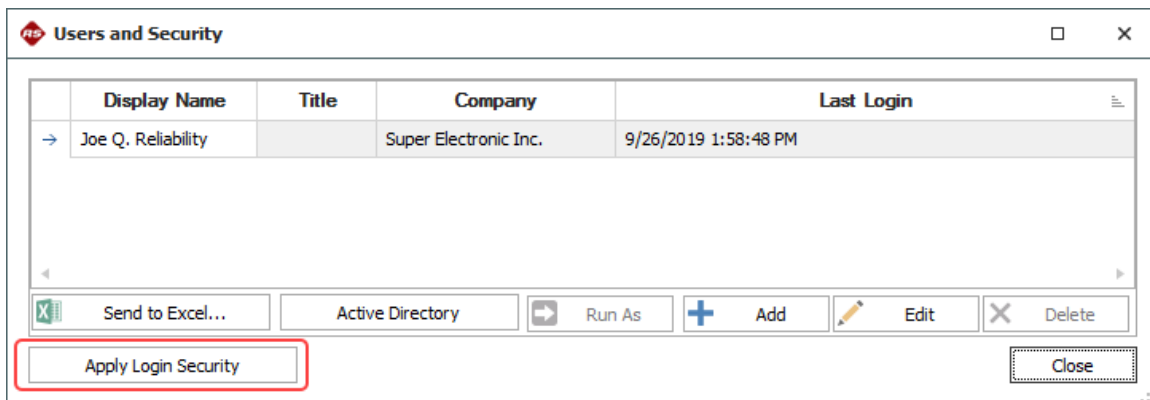 RS Users and Security
Display Name Title Company Last Login
Joe Q. Reliability Super Electronic Inc. 9/26/2019 1:58:48 PM
Send to Excel... Active Directory Run As Add Edit Delete
Apply Login Security Close